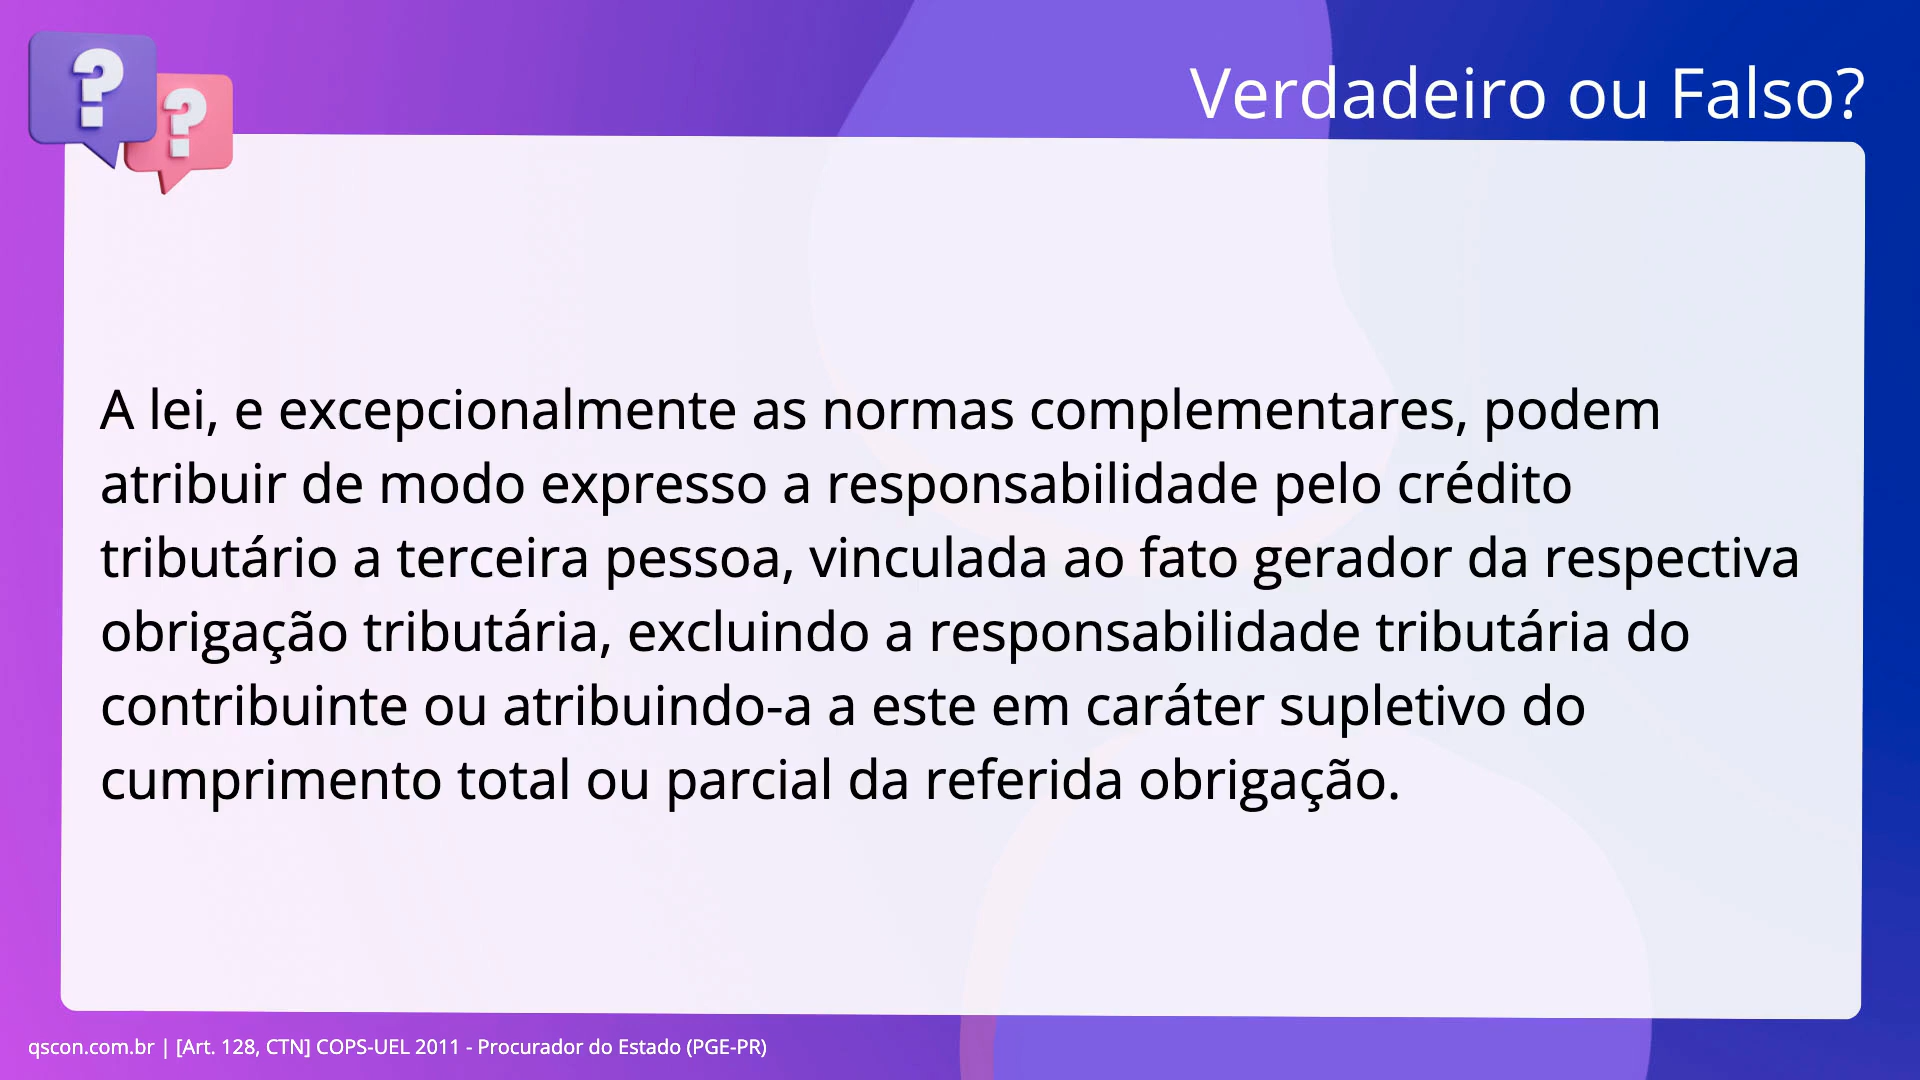 Verdadeiro ou Falso?
A lei, e excepcionalmente as normas complementares, podem
atribuir de modo expresso a responsabilidade pelo crédito
tributário a terceira pessoa, vinculada ao fato gerador da respectiva
obrigação tributária, excluindo a responsabilidade tributária do
contribuinte ou atribuindo-a a este em caráter supletivo do
cumprimento total ou parcial da referida obrigação.
qscon.com.br | [Art. 128, CTN] COPS-UEL 2011 - Procurador do Estado (PGE-PR)